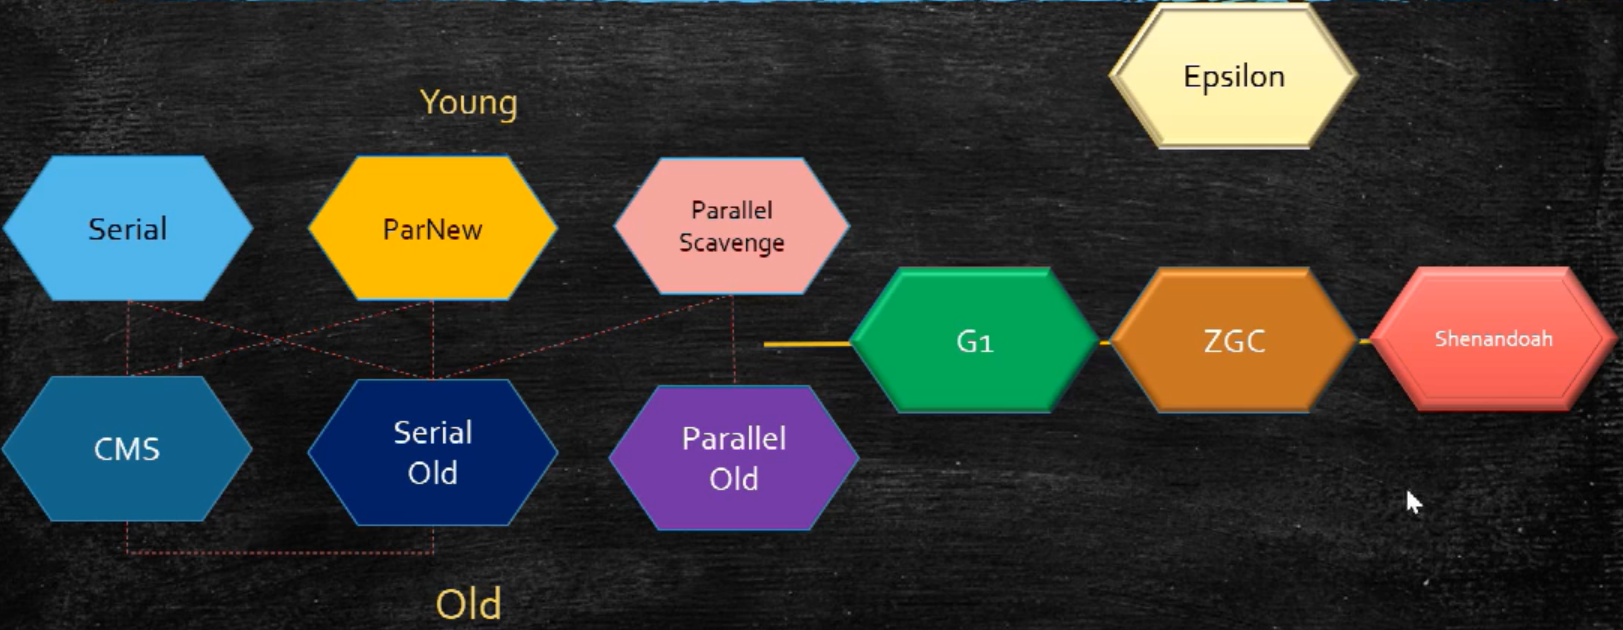 Epsilon
Young
Serial
ParNew
Parallel
Scavenge
G1
ZGC
Shenandoah
CMS
Serial
Old
Parallel
Old
Old